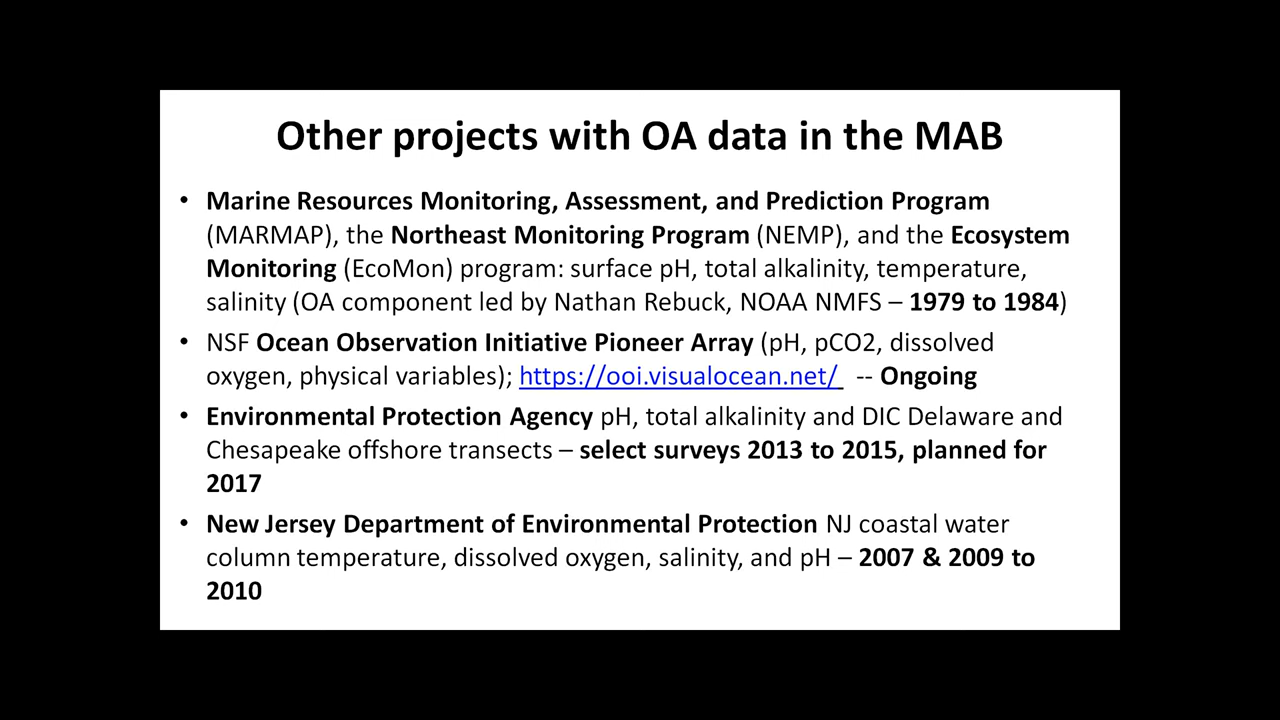 Other projects with OA data in the MAB
• Marine Resources Monitoring, Assessment, and Prediction Program
(MARMAP), the Northeast Monitoring Program (NEMP), and the Ecosystem
Monitoring (EcoMon) program: surface pH, total alkalinity, temperature,
salinity (OA component led by Nathan Rebuck, NOAA NMFS – 1979 to 1984)
• NSF Ocean Observation Initiative Pioneer Array (pH, pCO2, dissolved
oxygen, physical variables); https://ooi.visualocean.net/ -- Ongoing
• Environmental Protection Agency pH, total alkalinity and DIC Delaware and
Chesapeake offshore transects – select surveys 2013 to 2015, planned for
2017
• New Jersey Department of Environmental Protection NJ coastal water
column temperature, dissolved oxygen, salinity, and pH – 2007 & 2009 to
2010